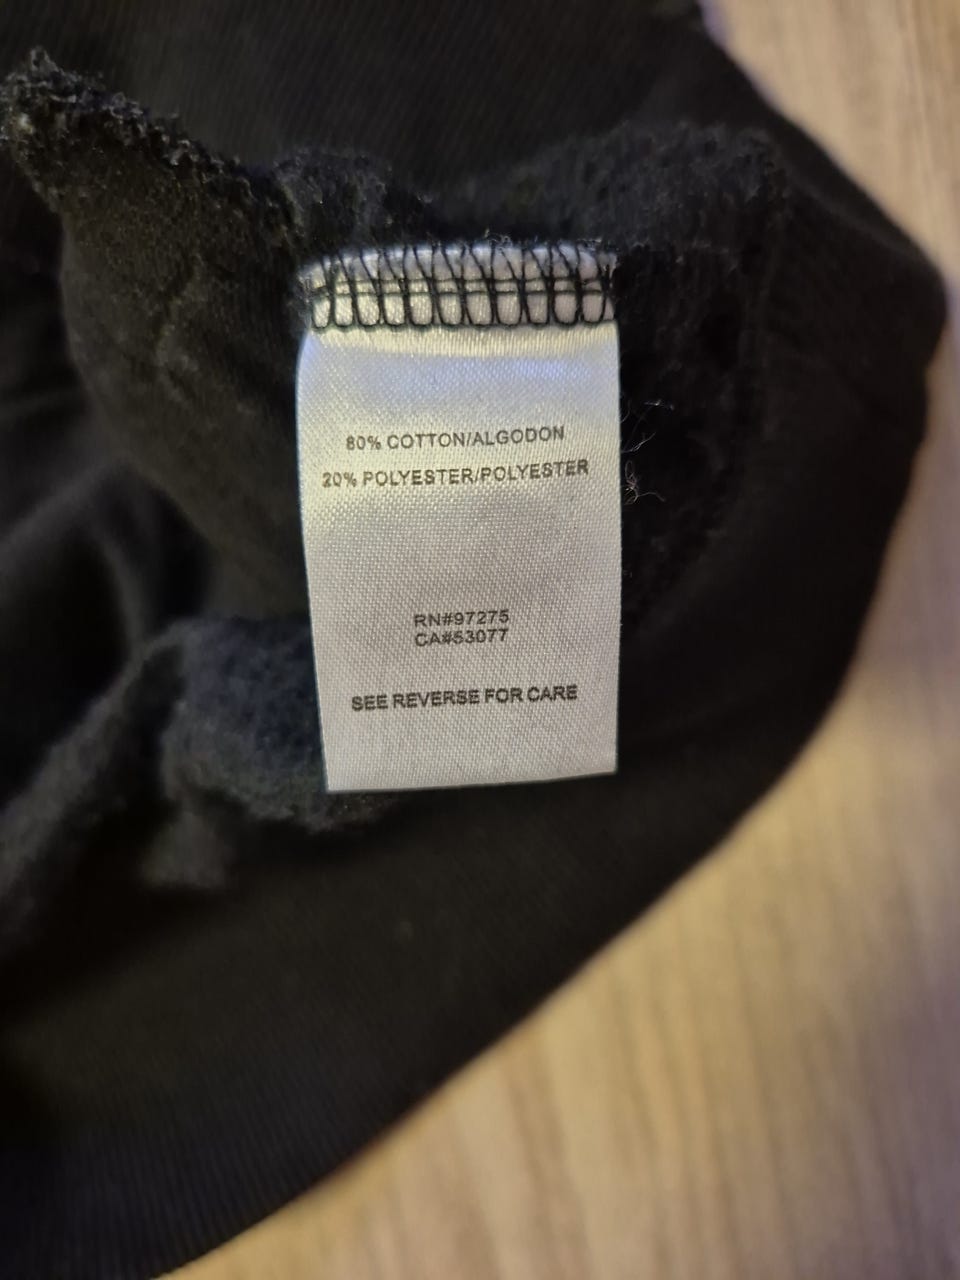 80% COTTON/ALGODON
20% POLYESTER/POLYESTER
RN#97275
CA#53077
SEE REVERSE FOR CARE